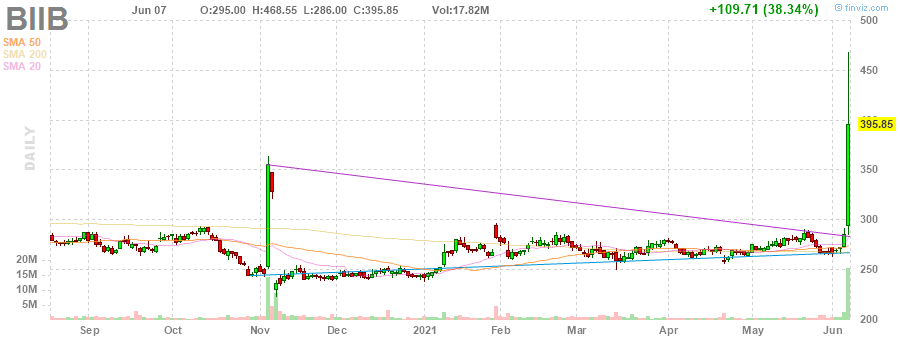 BIIB
Jun 07 O:295.00 H:468.55 L:286.00 C:395.85 Vol:17.82M +109.71 (38.34%) finviz.com
SMA 50
SMA 200
SMA 20
DAILY
500
450
400
395.85
350
300
250
200
20M
15M
10M
5M
Sep Oct Nov Dec 2021 Feb Mar Apr May Jun